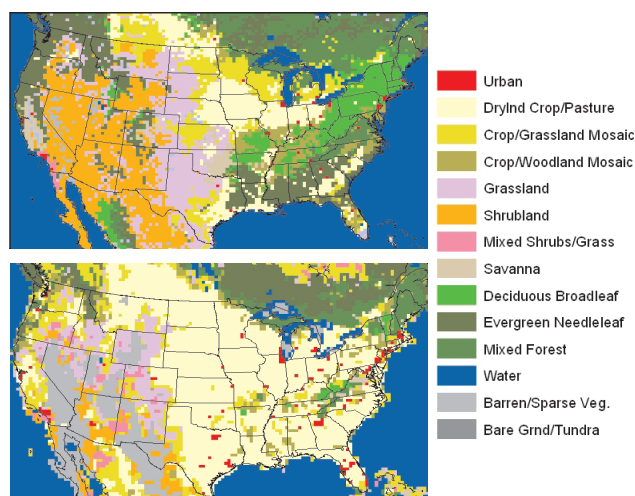 Urban
Drylnd Crop/Pasture
Crop/Grassland Mosaic
Crop/Woodland Mosaic
Grassland
Shrubland
Mixed Shrubs/Grass
Savanna
Deciduous Broadleaf
Evergreen Needleleaf
Mixed Forest
Water
Barren/Sparse Veg.
Bare Grnd/Tundra